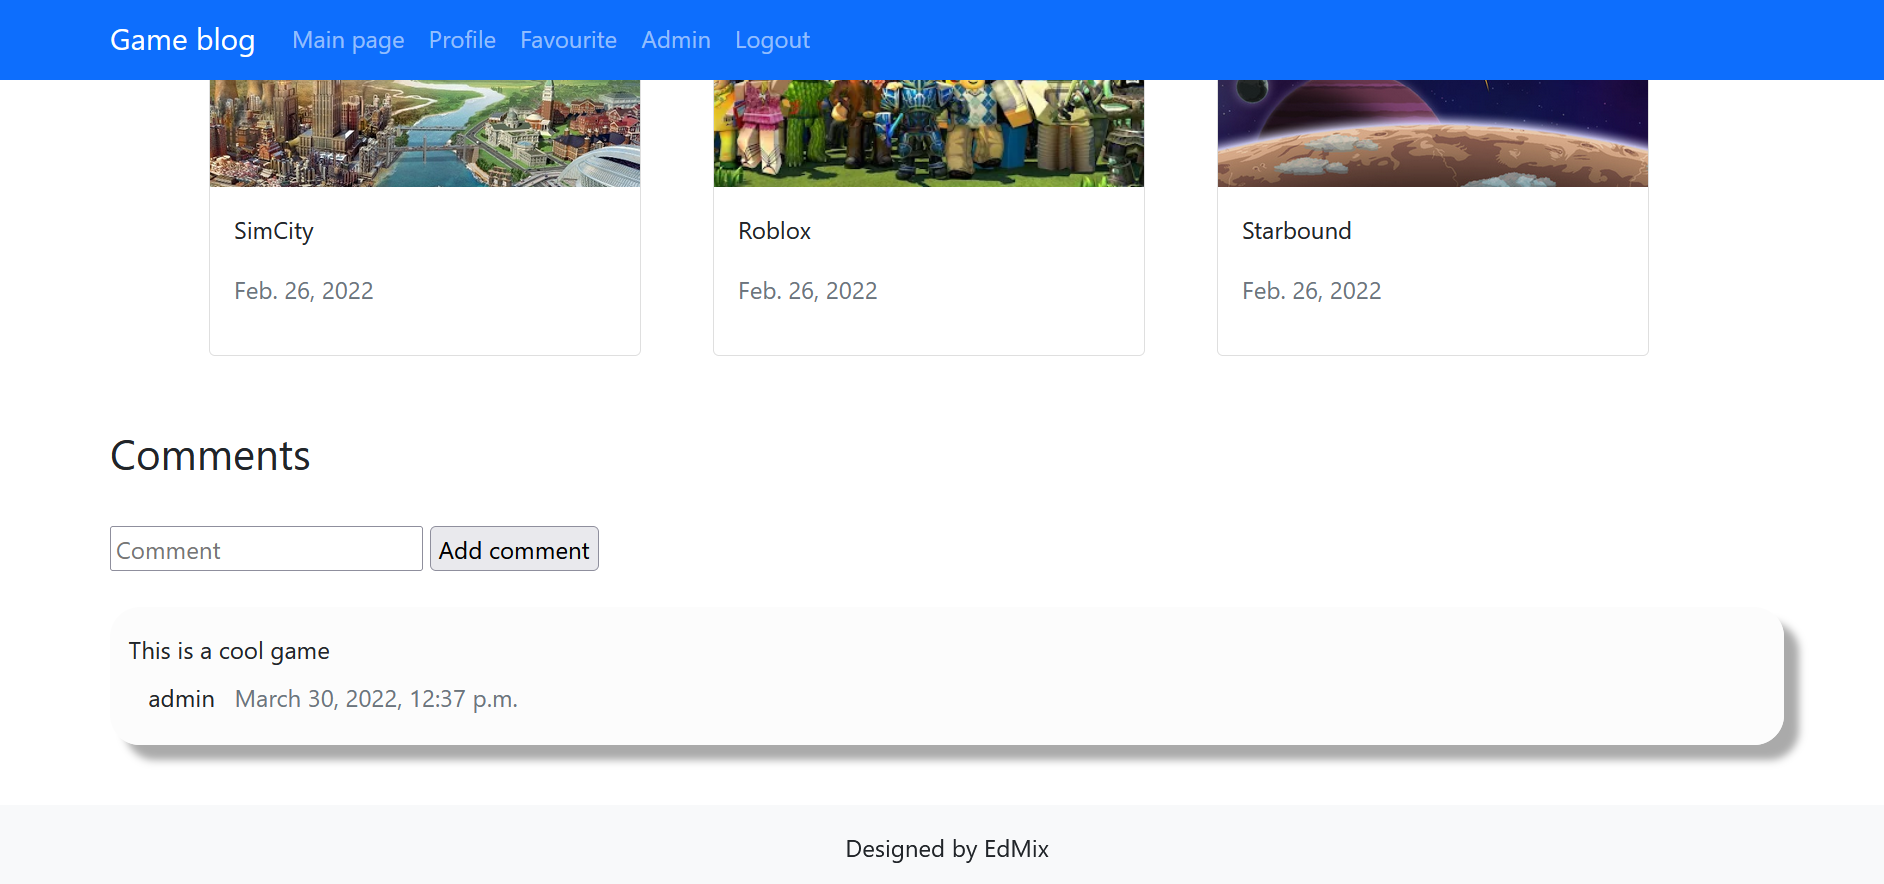 Game blog Main page Profile Favourite Admin Logout
SimCity
Feb. 26, 2022
Roblox
Feb. 26, 2022
Starbound
Feb. 26, 2022
Comments
Comment Add comment
This is a cool game
admin March 30, 2022, 12:37 p.m.
Designed by EdMix